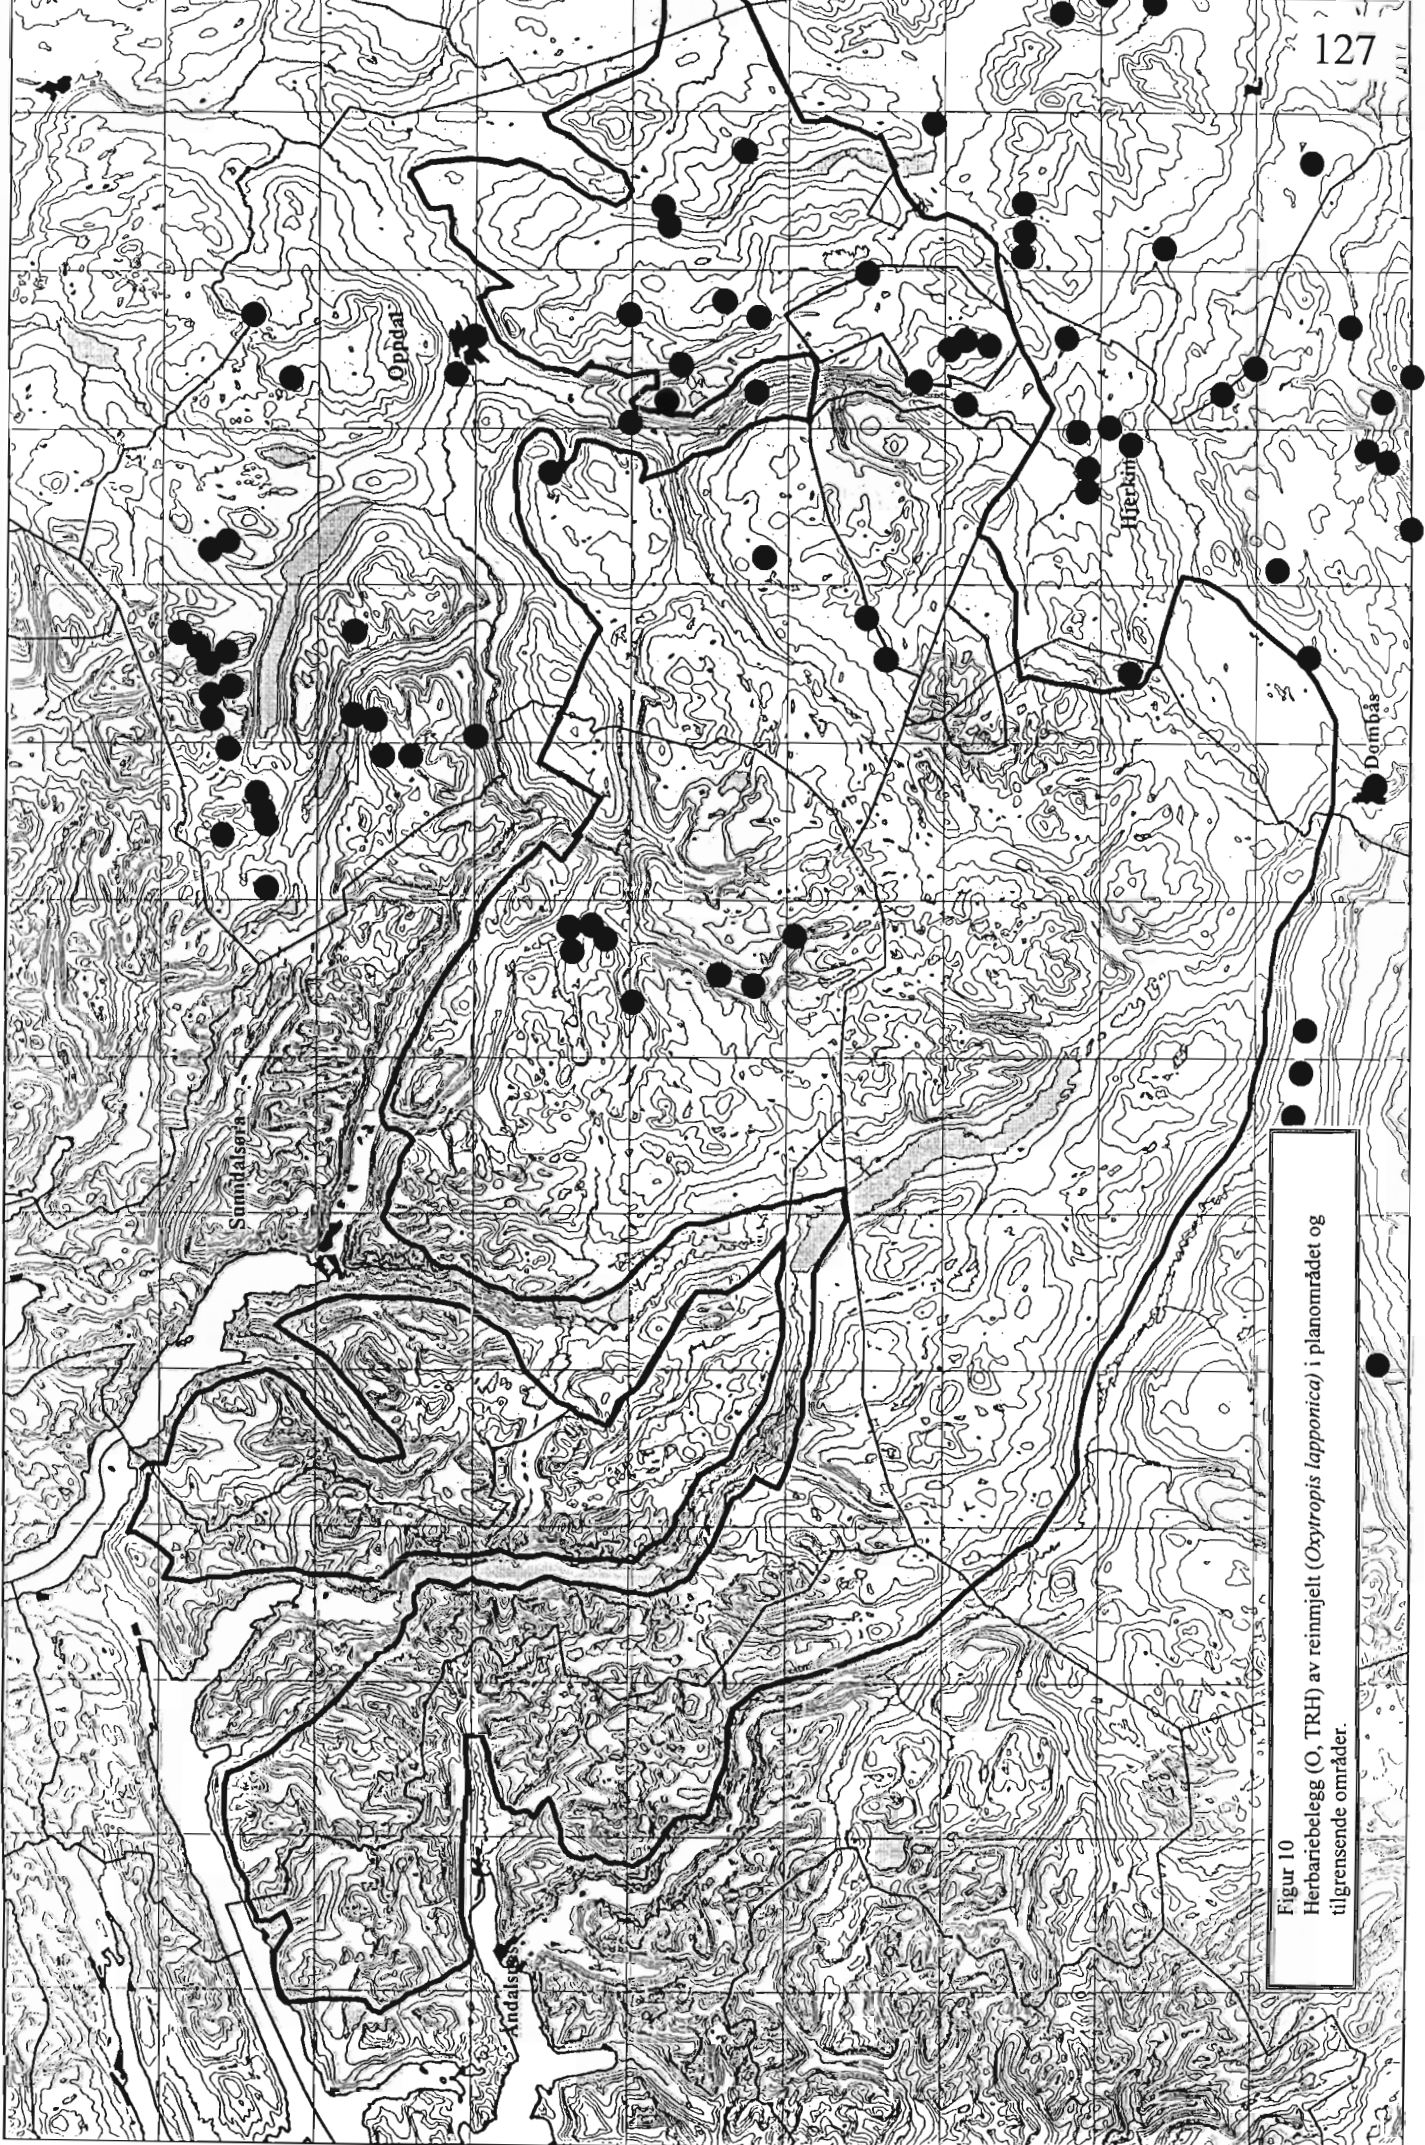 127
Oppdal
Hjerkinn
Sunndalsøra
Dombås
Åndalsnes
Figur 10
Herbariebelegg (O, TRH) av reinmjelt (Oxytropis lapponica) i planområdet og
tilgrensende områder.